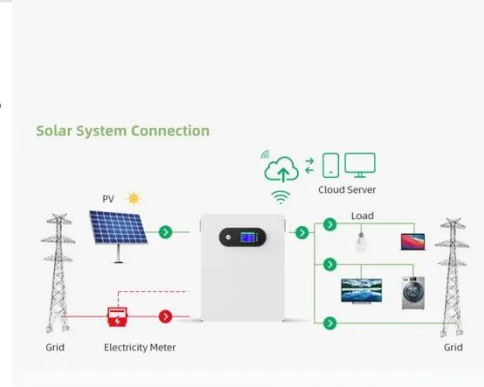 Solar System Connection
Cloud Server
PV
Load
Grid
Electricity Meter
Grid